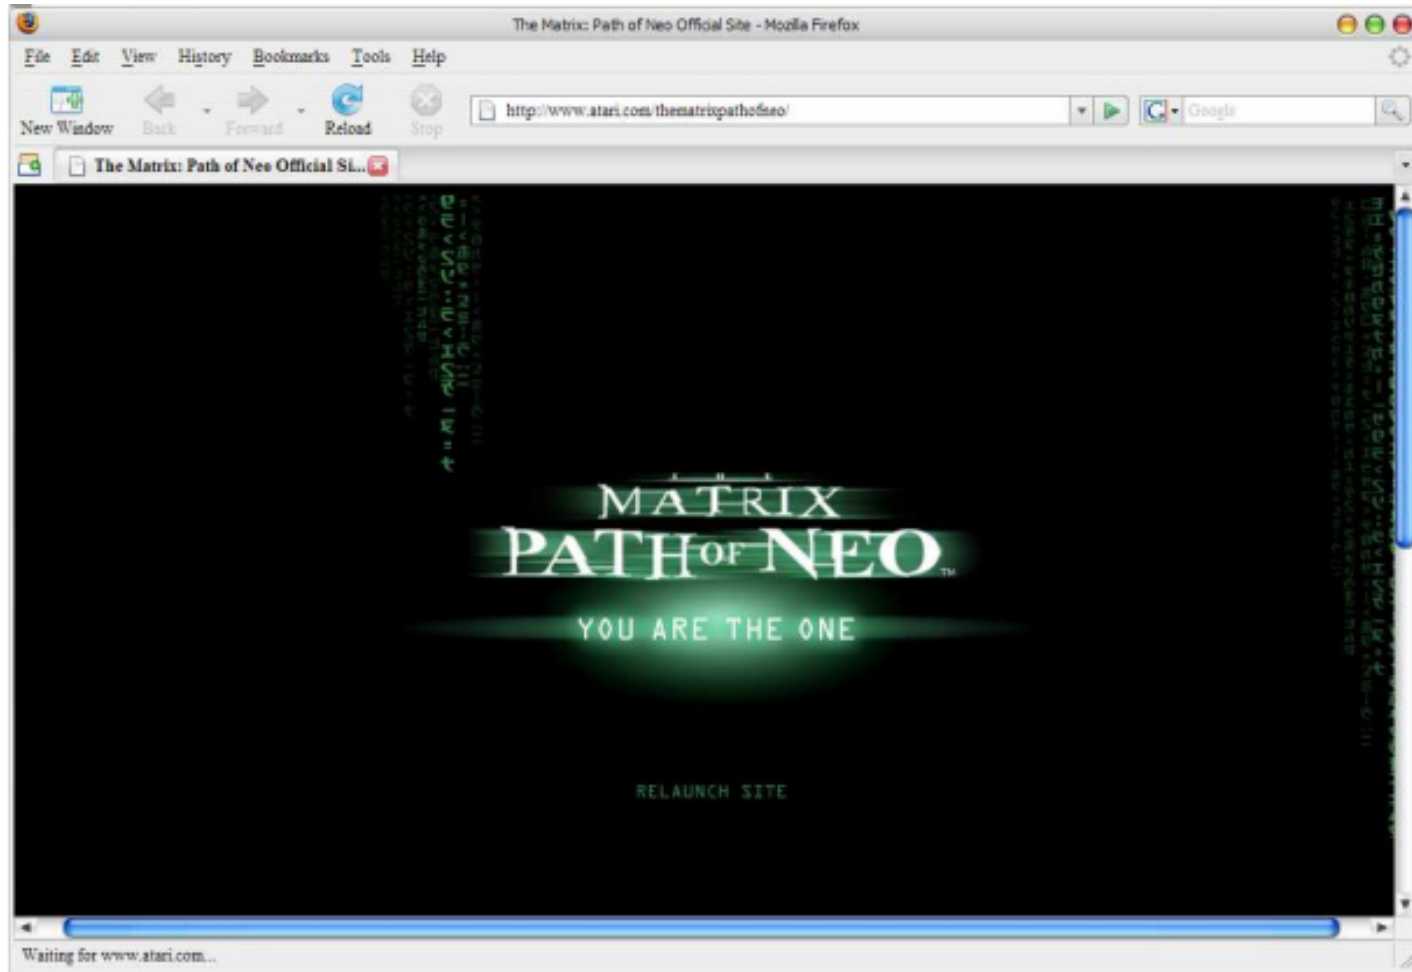 The Matrix: Path of Neo Official Site - Mozilla Firefox
File Edit View History Bookmarks Tools Help
New Window Back Forward Reload Stop
http://www.atari.com/thematrixpathofneo/
Google
The Matrix: Path of Neo Official Si...
THE
MATRIX
PATH OF NEO™
YOU ARE THE ONE
RELAUNCH SITE
Waiting for www.atari.com...